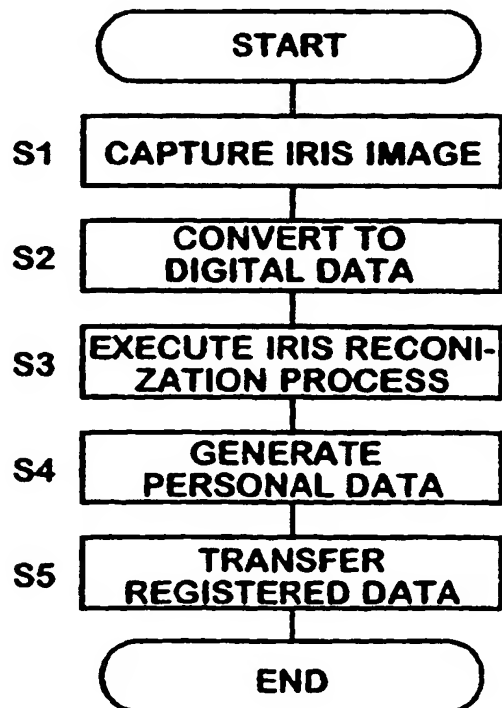 START
S1 CAPTURE IRIS IMAGE
S2 CONVERT TO
DIGITAL DATA
S3 EXECUTE IRIS RECONI-
ZATION PROCESS
S4 GENERATE
PERSONAL DATA
S5 TRANSFER
REGISTERED DATA
END